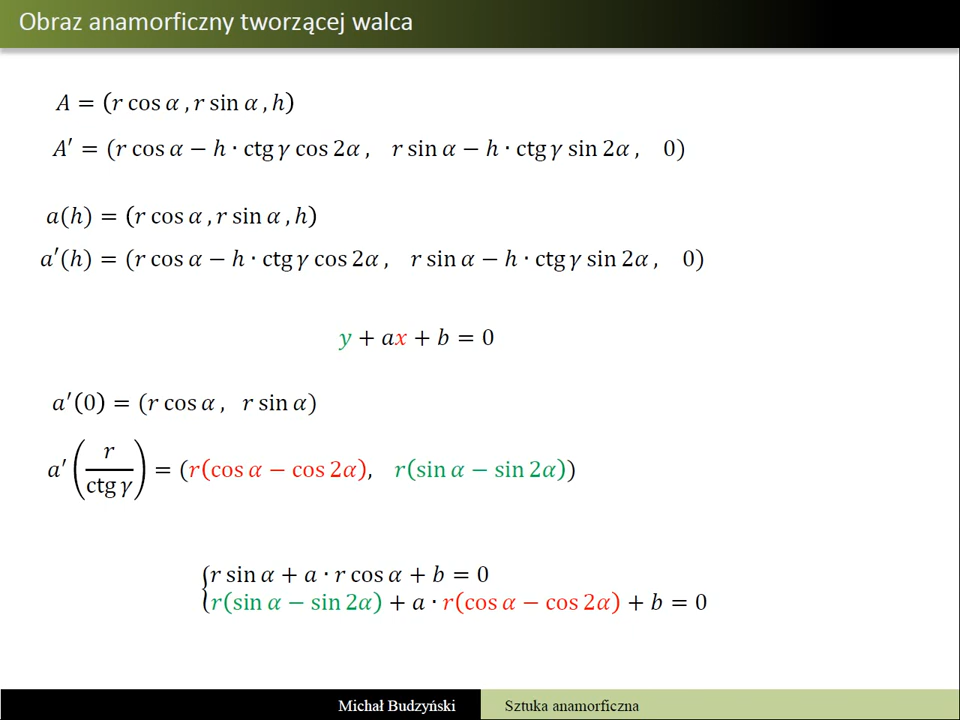 Obraz anamorficzny tworzącej walca
A = (r cos α , r sin α , h)
A′ = (r cos α − h · ctg γ cos 2α , r sin α − h · ctg γ sin 2α , 0)
a(h) = (r cos α , r sin α , h)
a′(h) = (r cos α − h · ctg γ cos 2α , r sin α − h · ctg γ sin 2α , 0)
y + ax + b = 0
a′(0) = (r cos α , r sin α)
a′(r / ctg γ) = (r(cos α − cos 2α), r(sin α − sin 2α))
{r sin α + a · r cos α + b = 0
r(sin α − sin 2α) + a · r(cos α − cos 2α) + b = 0
Michał Budzyński Sztuka anamorficzna